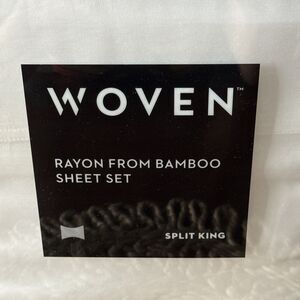 WOVEN™
RAYON FROM BAMBOO
SHEET SET
SPLIT KING